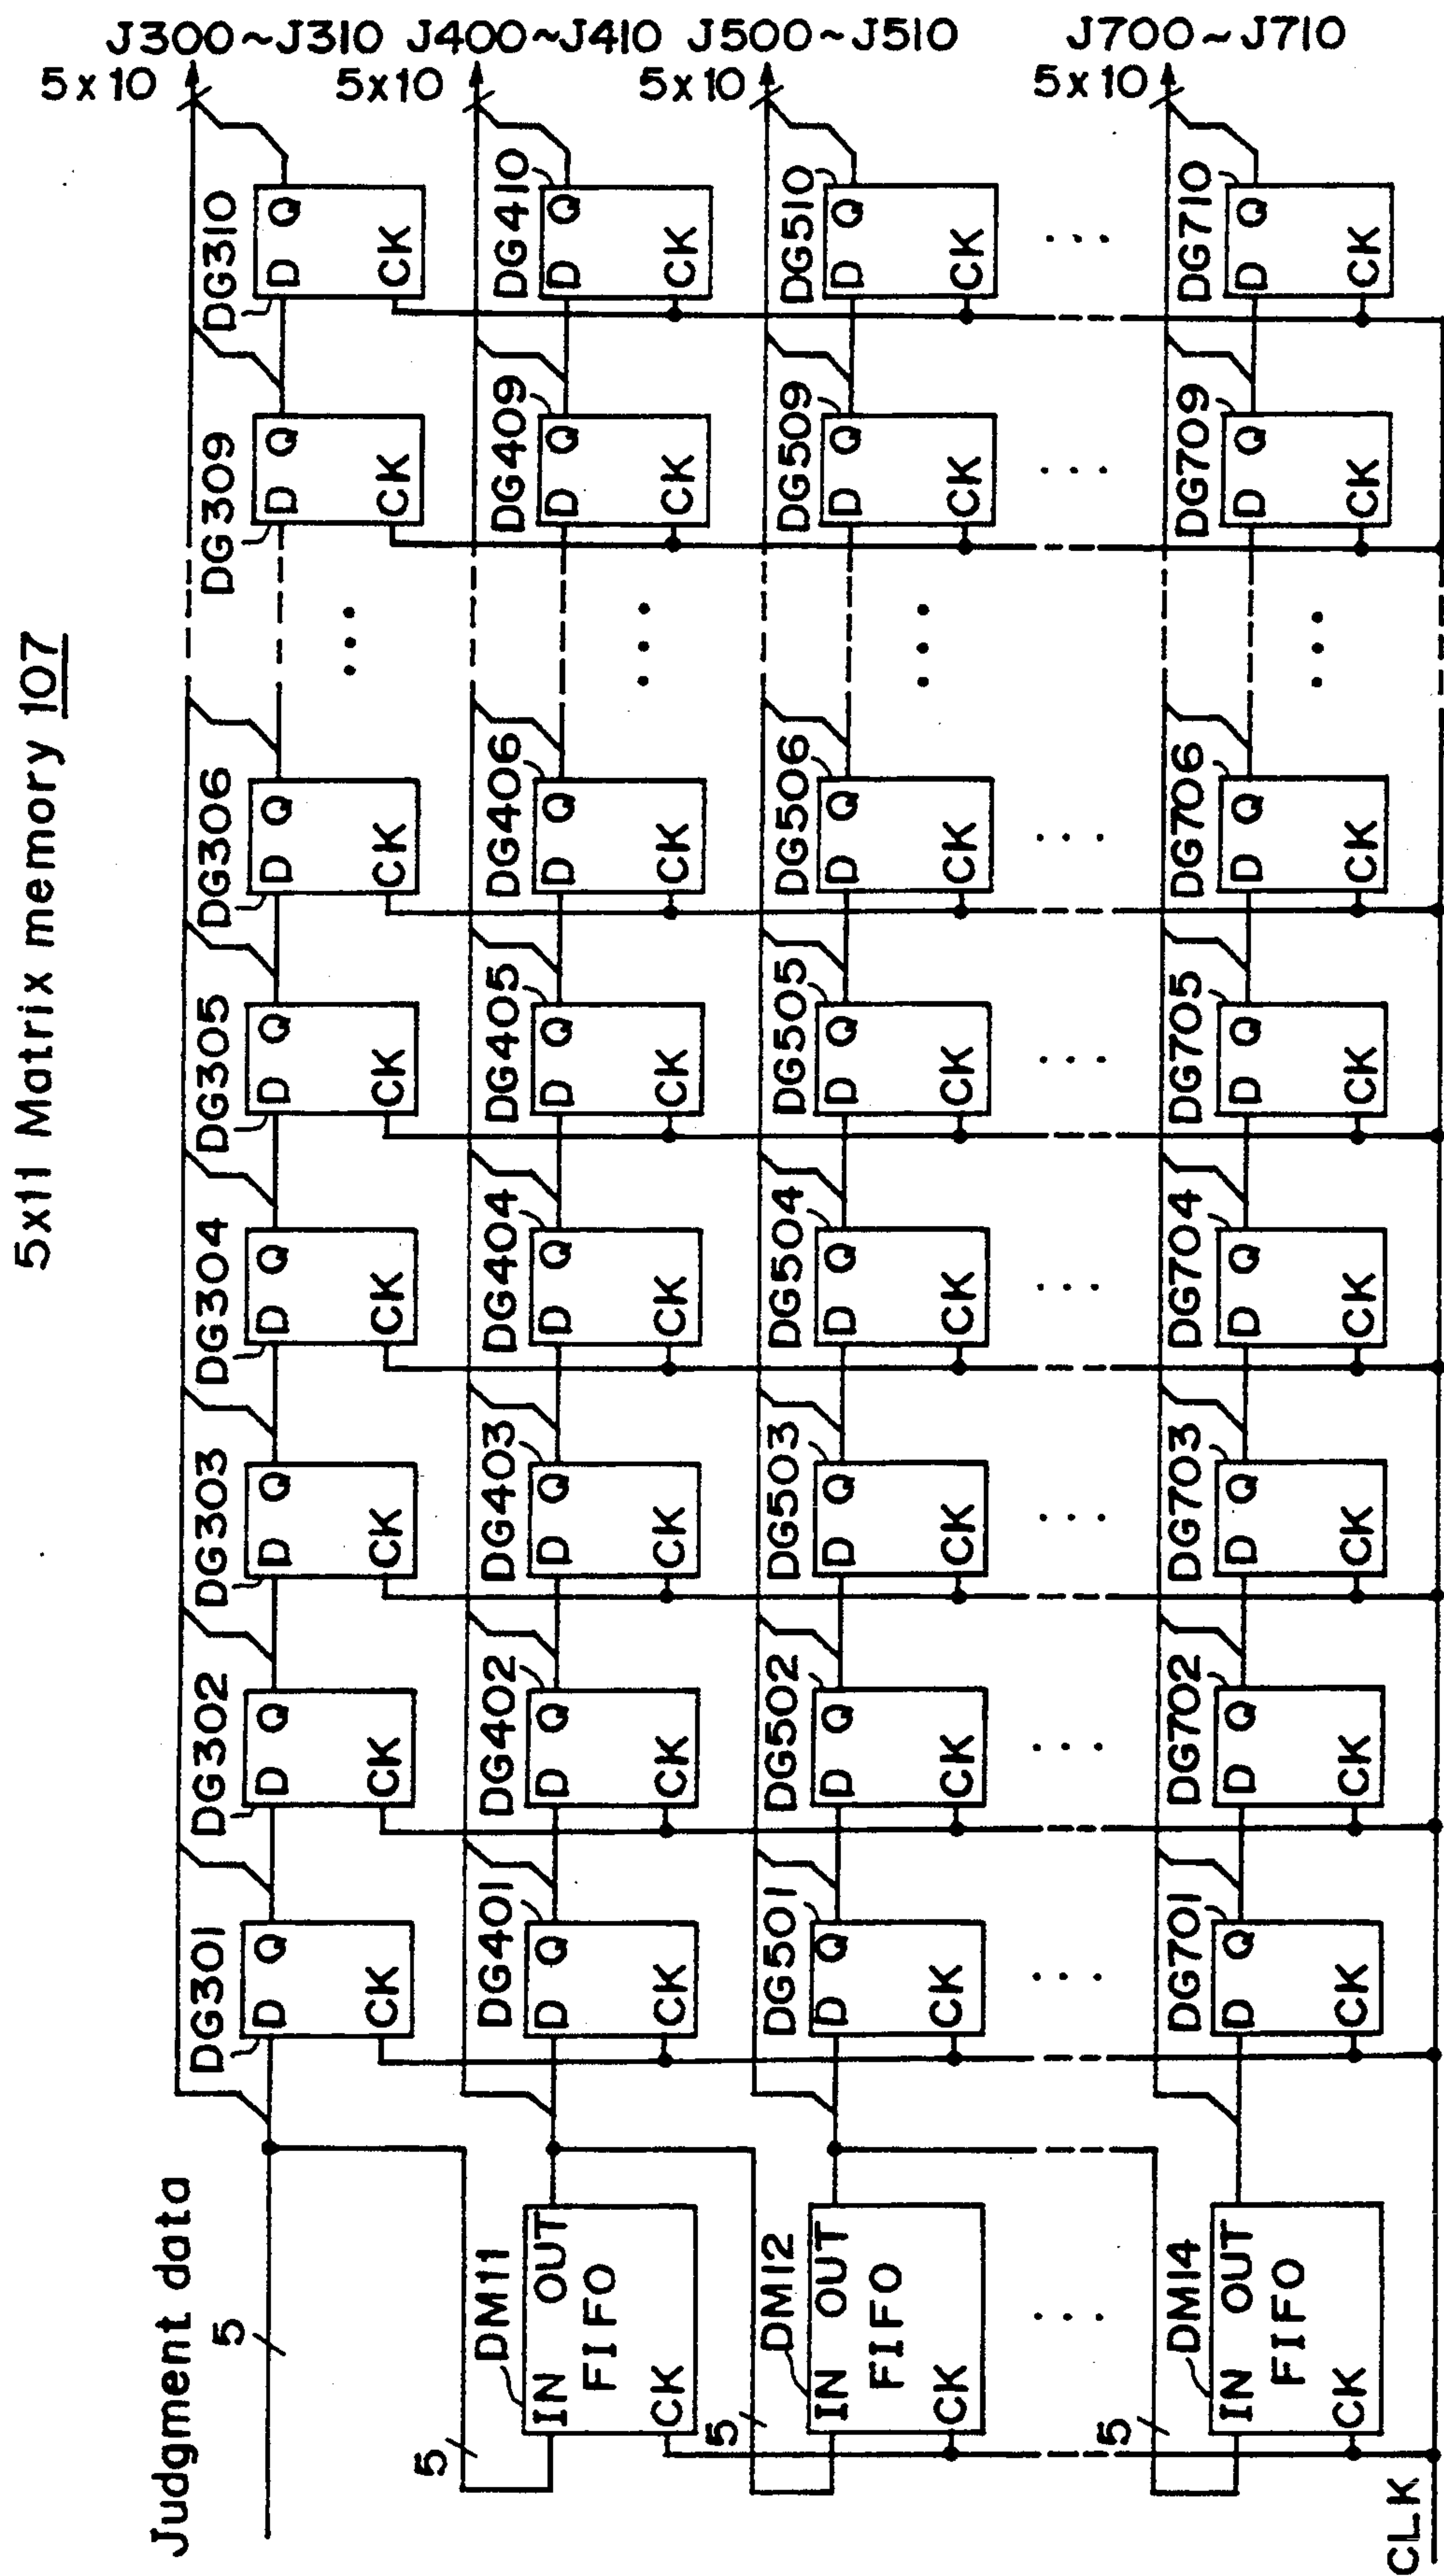 5x11 Matrix memory 107
Judgment data
5
DG301
D Q
CK
DG302
D Q
CK
DG303
D Q
CK
DG304
D Q
CK
DG305
D Q
CK
DG306
D Q
CK
...
DG309
D Q
CK
DG310
D Q
CK
5x10
J300~J310
5
DM11
IN OUT
FIFO
CK
DG401
D Q
CK
DG402
D Q
CK
DG403
D Q
CK
DG404
D Q
CK
DG405
D Q
CK
DG406
D Q
CK
...
DG409
D Q
CK
DG410
D Q
CK
5x10
J400~J410
5
DM12
IN OUT
FIFO
CK
DG501
D Q
CK
DG502
D Q
CK
DG503
D Q
CK
DG504
D Q
CK
DG505
D Q
CK
DG506
D Q
CK
...
DG509
D Q
CK
DG510
D Q
CK
5x10
J500~J510
5
DM14
IN OUT
FIFO
CK
DG701
D Q
CK
DG702
D Q
CK
DG703
D Q
CK
DG704
D Q
CK
DG705
D Q
CK
DG706
D Q
CK
...
DG709
D Q
CK
DG710
D Q
CK
5x10
J700~J710
CLK